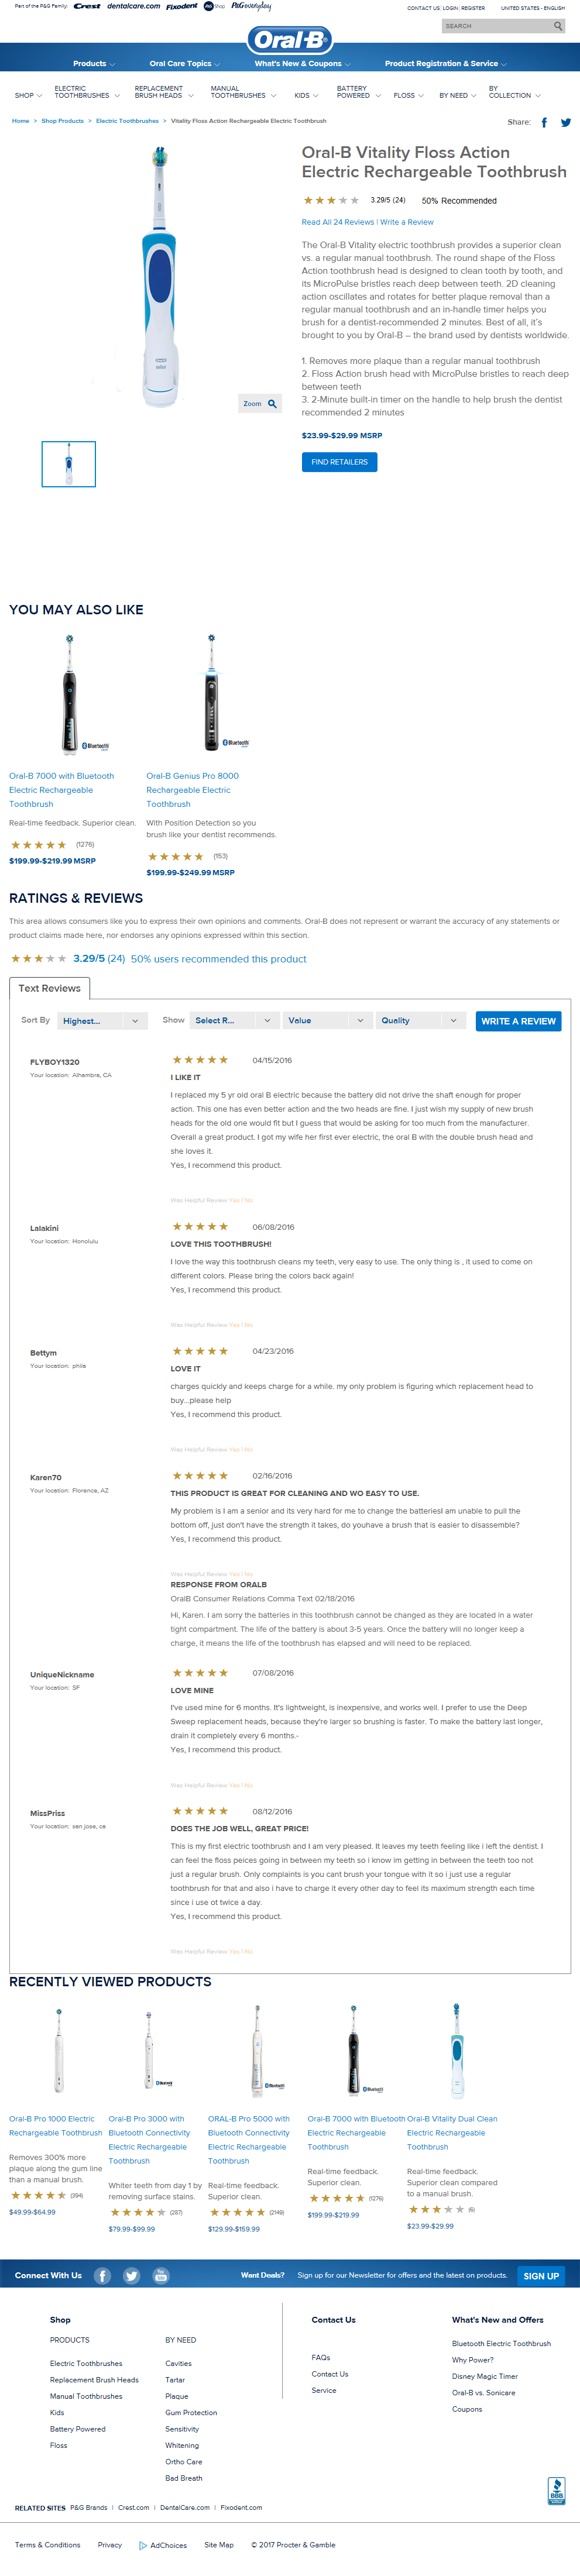 Part of the P&G Family: Crest dentalcare.com Fixodent P&G Shop P&G everyday
CONTACT US | LOGIN | REGISTER UNITED STATES - ENGLISH
SEARCH
Oral-B
Products Oral Care Topics What's New & Coupons Product Registration & Service
SHOP ELECTRIC TOOTHBRUSHES REPLACEMENT BRUSH HEADS MANUAL TOOTHBRUSHES KIDS BATTERY POWERED FLOSS BY NEED BY COLLECTION
Home > Shop Products > Electric Toothbrushes > Vitality Floss Action Rechargeable Electric Toothbrush
Share:
Oral-B Vitality Floss Action
Electric Rechargeable Toothbrush
3.29/5 (24) 50% Recommended
Read All 24 Reviews | Write a Review
The Oral-B Vitality electric toothbrush provides a superior clean
vs. a regular manual toothbrush. The round shape of the Floss
Action toothbrush head is designed to clean tooth by tooth, and
its MicroPulse bristles reach deep between teeth. 2D cleaning
action oscillates and rotates for better plaque removal than a
regular manual toothbrush and an in-handle timer helps you
brush for a dentist-recommended 2 minutes. Best of all, it's
brought to you by Oral-B – the brand used by dentists worldwide.
1. Removes more plaque than a regular manual toothbrush
2. Floss Action brush head with MicroPulse bristles to reach deep
between teeth
3. 2-Minute built-in timer on the handle to help brush the dentist
recommended 2 minutes
Zoom
$23.99-$29.99 MSRP
FIND RETAILERS
YOU MAY ALSO LIKE
Bluetooth
Bluetooth
Oral-B 7000 with Bluetooth
Electric Rechargeable
Toothbrush
Real-time feedback. Superior clean.
(1276)
$199.99-$219.99 MSRP
Oral-B Genius Pro 8000
Rechargeable Electric
Toothbrush
With Position Detection so you
brush like your dentist recommends.
(153)
$199.99-$249.99 MSRP
RATINGS & REVIEWS
This area allows consumers like you to express their own opinions and comments. Oral-B does not represent or warrant the accuracy of any statements or
product claims made here, nor endorses any opinions expressed within this section.
3.29/5 (24) 50% users recommended this product
Text Reviews
Sort By Highest... Show Select R... Value Quality WRITE A REVIEW
FLYBOY1320 04/15/2016
Your location: Alhambra, CA
I LIKE IT
I replaced my 5 yr old oral B electric because the battery did not drive the shaft enough for proper
action. This one has even better action and the two heads are fine. I just wish my supply of new brush
heads for the old one would fit but I guess that would be asking for too much from the manufacturer.
Overall a great product. I got my wife her first ever electric, the oral B with the double brush head and
she loves it.
Yes, I recommend this product.
Was Helpful Review Yes | No
Lalakini 06/08/2016
Your location: Honolulu
LOVE THIS TOOTHBRUSH!
I love the way this toothbrush cleans my teeth, very easy to use. The only thing is , it used to come on
different colors. Please bring the colors back again!
Yes, I recommend this product.
Was Helpful Review Yes | No
Bettym 04/23/2016
Your location: phila
LOVE IT
charges quickly and keeps charge for a while. my only problem is figuring which replacement head to
buy...please help
Yes, I recommend this product.
Was Helpful Review Yes | No
Karen70 02/16/2016
Your location: Florence, AZ
THIS PRODUCT IS GREAT FOR CLEANING AND WO EASY TO USE.
My problem is I am a senior and its very hard for me to change the batteriesI am unable to pull the
bottom off, just don't have the strength it takes, do youhave a brush that is easier to disassemble?
Yes, I recommend this product.
Was Helpful Review Yes | No
RESPONSE FROM ORALB
OralB Consumer Relations Comma Text 02/18/2016
Hi, Karen. I am sorry the batteries in this toothbrush cannot be changed as they are located in a water
tight compartment. The life of the battery is about 3-5 years. Once the battery will no longer keep a
charge, it means the life of the toothbrush has elapsed and will need to be replaced.
UniqueNickname 07/08/2016
Your location: SF
LOVE MINE
I've used mine for 6 months. It's lightweight, is inexpensive, and works well. I prefer to use the Deep
Sweep replacement heads, because they're larger so brushing is faster. To make the battery last longer,
drain it completely every 6 months.-
Yes, I recommend this product.
Was Helpful Review Yes | No
MissPriss 08/12/2016
Your location: san jose, ca
DOES THE JOB WELL, GREAT PRICE!
This is my first electric toothbrush and I am very pleased. It leaves my teeth feeling like i left the dentist. I
can feel the floss peices going in between my teeth so i know im getting in between the teeth too not
just a regular brush. Only complaints is you cant brush your tongue with it so i just use a regular
toothbrush for that and also i have to charge it every other day to feel its maximum strength each time
since i use ot twice a day.
Yes, I recommend this product.
Was Helpful Review Yes | No
RECENTLY VIEWED PRODUCTS
Bluetooth
Bluetooth
Bluetooth
Oral-B Pro 1000 Electric
Rechargeable Toothbrush
Removes 300% more
plaque along the gum line
than a manual brush.
(394)
$49.99-$64.99
Oral-B Pro 3000 with
Bluetooth Connectivity
Electric Rechargeable
Toothbrush
Whiter teeth from day 1 by
removing surface stains.
(287)
$79.99-$99.99
ORAL-B Pro 5000 with
Bluetooth Connectivity
Electric Rechargeable
Toothbrush
Real-time feedback.
Superior clean.
(2149)
$129.99-$159.99
Oral-B 7000 with Bluetooth
Electric Rechargeable
Toothbrush
Real-time feedback.
Superior clean.
(1276)
$199.99-$219.99
Oral-B Vitality Dual Clean
Electric Rechargeable
Toothbrush
Real-time feedback.
Superior clean compared
to a manual brush.
(6)
$23.99-$29.99
Connect With Us
You Tube
Want Deals? Sign up for our Newsletter for offers and the latest on products. SIGN UP
Shop
PRODUCTS
Electric Toothbrushes
Replacement Brush Heads
Manual Toothbrushes
Kids
Battery Powered
Floss
BY NEED
Cavities
Tartar
Plaque
Gum Protection
Sensitivity
Whitening
Ortho Care
Bad Breath
Contact Us
FAQs
Contact Us
Service
What's New and Offers
Bluetooth Electric Toothbrush
Why Power?
Disney Magic Timer
Oral-B vs. Sonicare
Coupons
BBB
RELATED SITES P&G Brands | Crest.com | DentalCare.com | Fixodent.com
Terms & Conditions Privacy AdChoices Site Map © 2017 Procter & Gamble